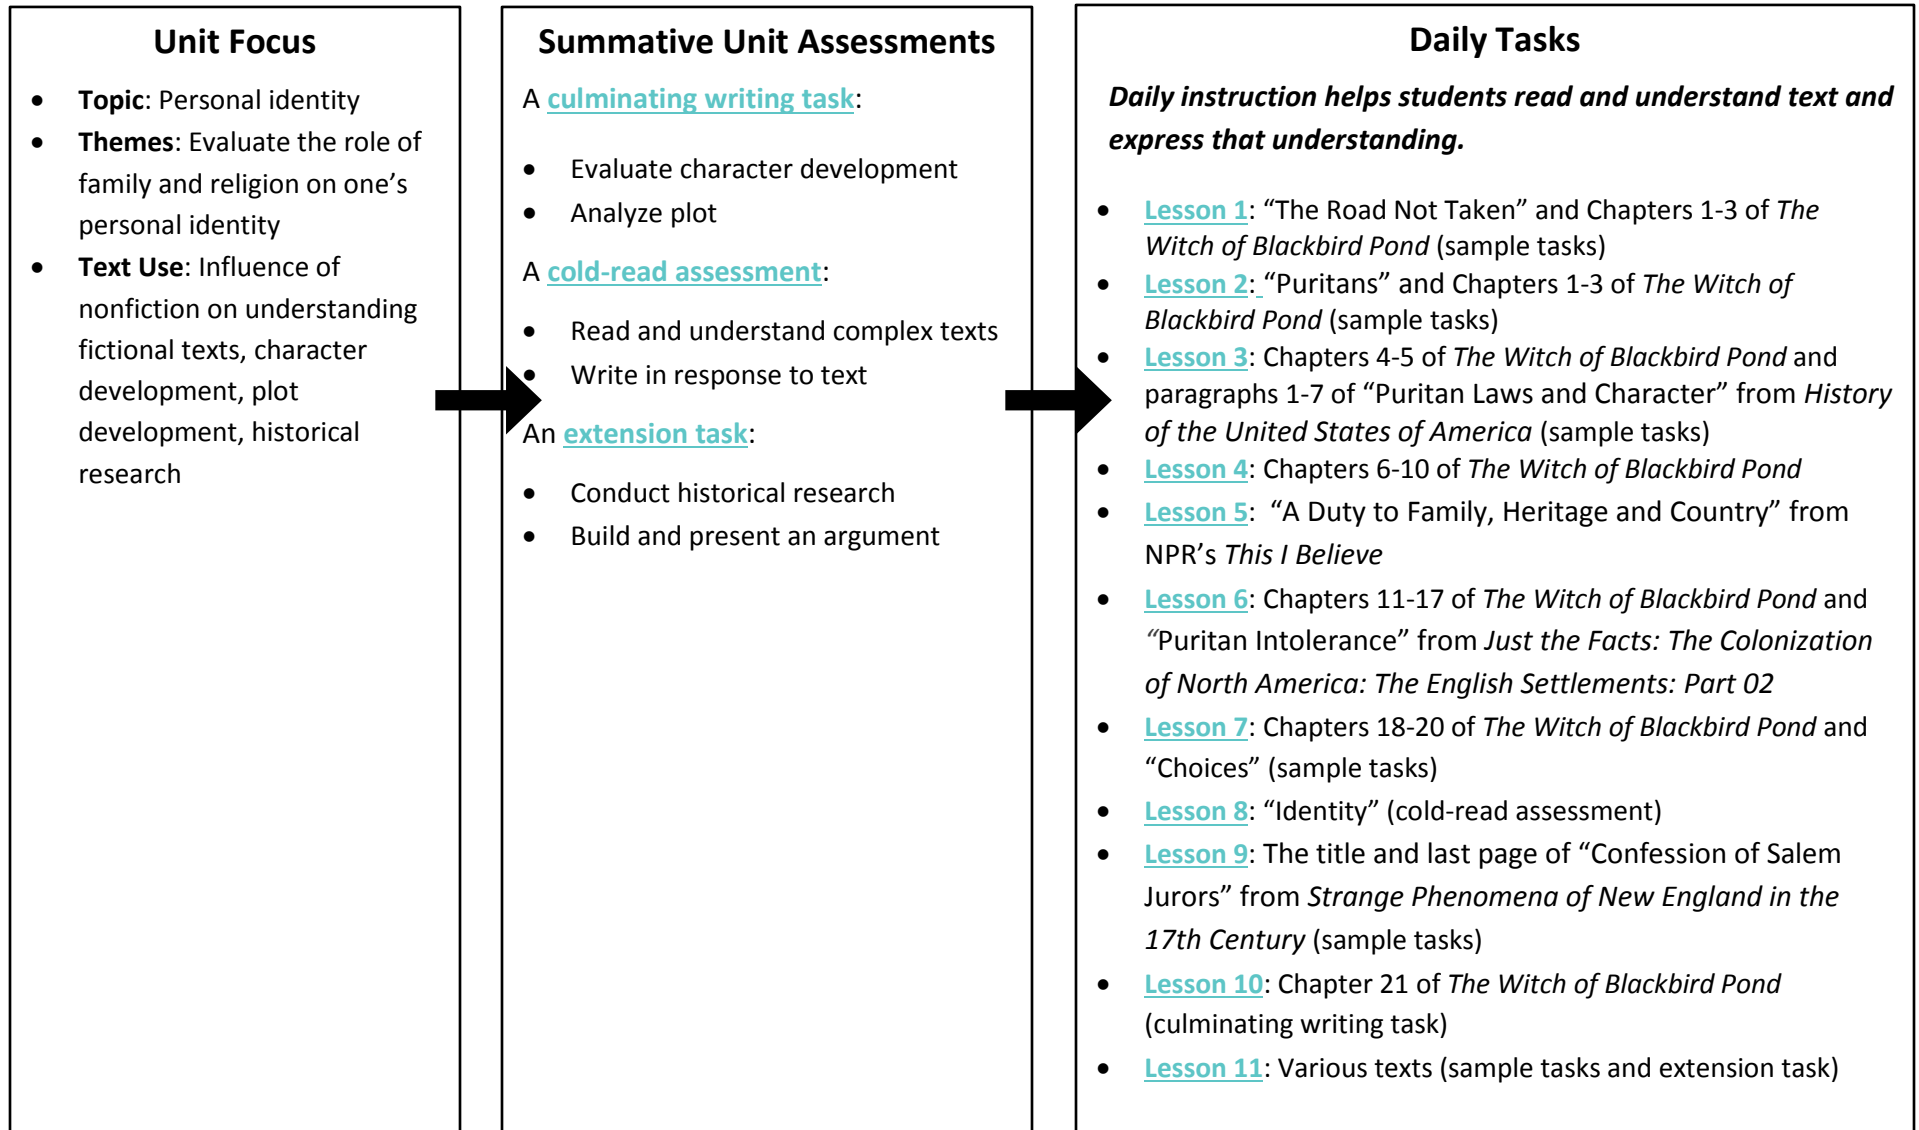 Unit Focus
• Topic: Personal identity
• Themes: Evaluate the role of
family and religion on one’s
personal identity
• Text Use: Influence of
nonfiction on understanding
fictional texts, character
development, plot
development, historical
research
Summative Unit Assessments
A culminating writing task:
• Evaluate character development
• Analyze plot
A cold-read assessment:
• Read and understand complex texts
• Write in response to text
An extension task:
• Conduct historical research
• Build and present an argument
Daily Tasks
Daily instruction helps students read and understand text and
express that understanding.
• Lesson 1: “The Road Not Taken” and Chapters 1-3 of The
Witch of Blackbird Pond (sample tasks)
• Lesson 2: “Puritans” and Chapters 1-3 of The Witch of
Blackbird Pond (sample tasks)
• Lesson 3: Chapters 4-5 of The Witch of Blackbird Pond and
paragraphs 1-7 of “Puritan Laws and Character” from History
of the United States of America (sample tasks)
• Lesson 4: Chapters 6-10 of The Witch of Blackbird Pond
• Lesson 5: “A Duty to Family, Heritage and Country” from
NPR’s This I Believe
• Lesson 6: Chapters 11-17 of The Witch of Blackbird Pond and
“Puritan Intolerance” from Just the Facts: The Colonization
of North America: The English Settlements: Part 02
• Lesson 7: Chapters 18-20 of The Witch of Blackbird Pond and
“Choices” (sample tasks)
• Lesson 8: “Identity” (cold-read assessment)
• Lesson 9: The title and last page of “Confession of Salem
Jurors” from Strange Phenomena of New England in the
17th Century (sample tasks)
• Lesson 10: Chapter 21 of The Witch of Blackbird Pond
(culminating writing task)
• Lesson 11: Various texts (sample tasks and extension task)